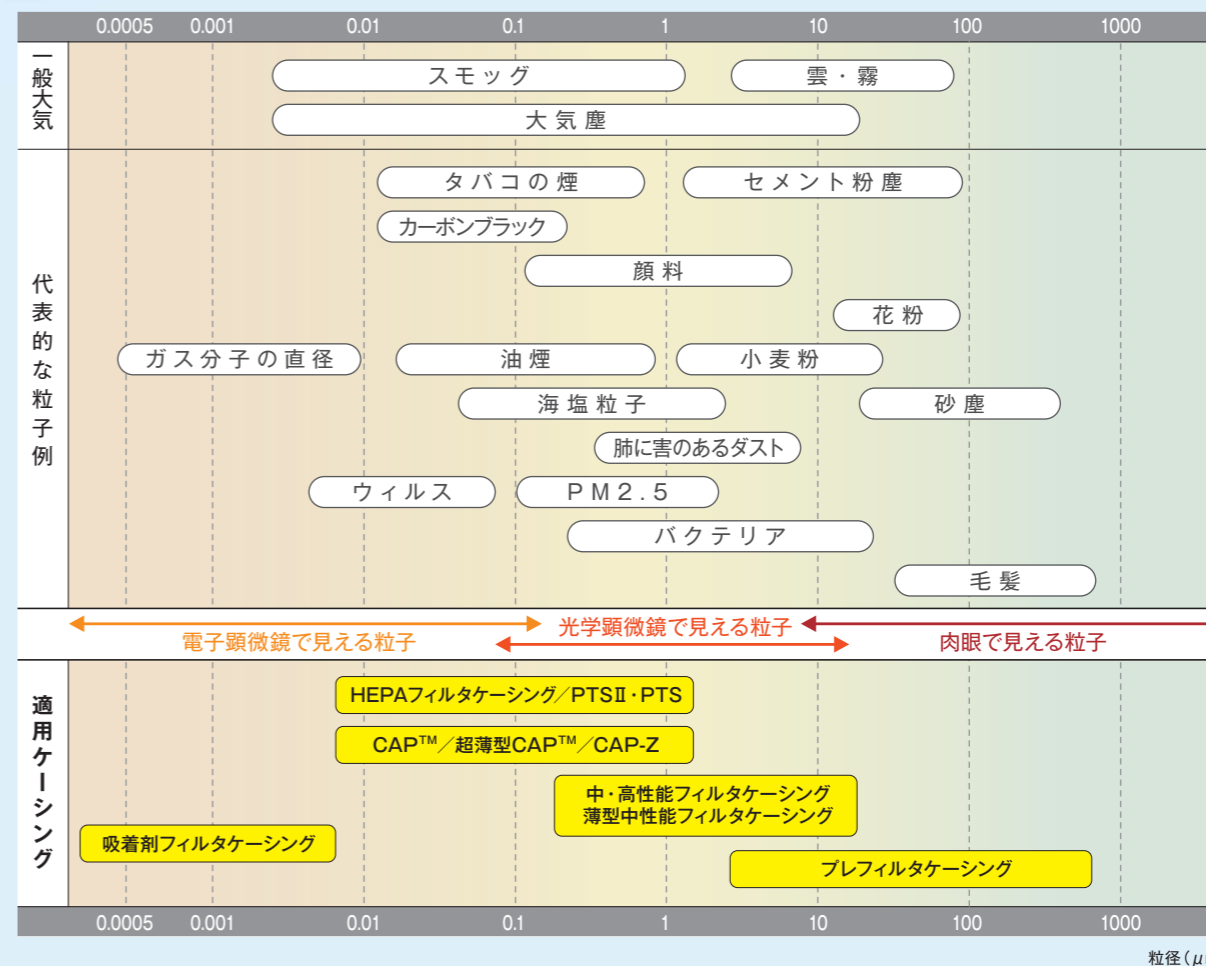 0.0005 0.001 0.01 0.1 1 10 100 1000
一般大気
スモッグ 雲・霧
大気塵
代表的な粒子例
タバコの煙 セメント粉塵
カーボンブラック
顔料
花粉
ガス分子の直径 油煙 小麦粉
海塩粒子 砂塵
肺に害のあるダスト
ウィルス PM2.5
バクテリア
毛髪
電子顕微鏡で見える粒子 光学顕微鏡で見える粒子 肉眼で見える粒子
適用ケーシング
HEPAフィルタケーシング/PTSⅡ・PTS
CAP™/超薄型CAP™/CAP-Z
中・高性能フィルタケーシング
薄型中性能フィルタケーシング
吸着剤フィルタケーシング
プレフィルタケーシング
0.0005 0.001 0.01 0.1 1 10 100 1000
粒径(μ